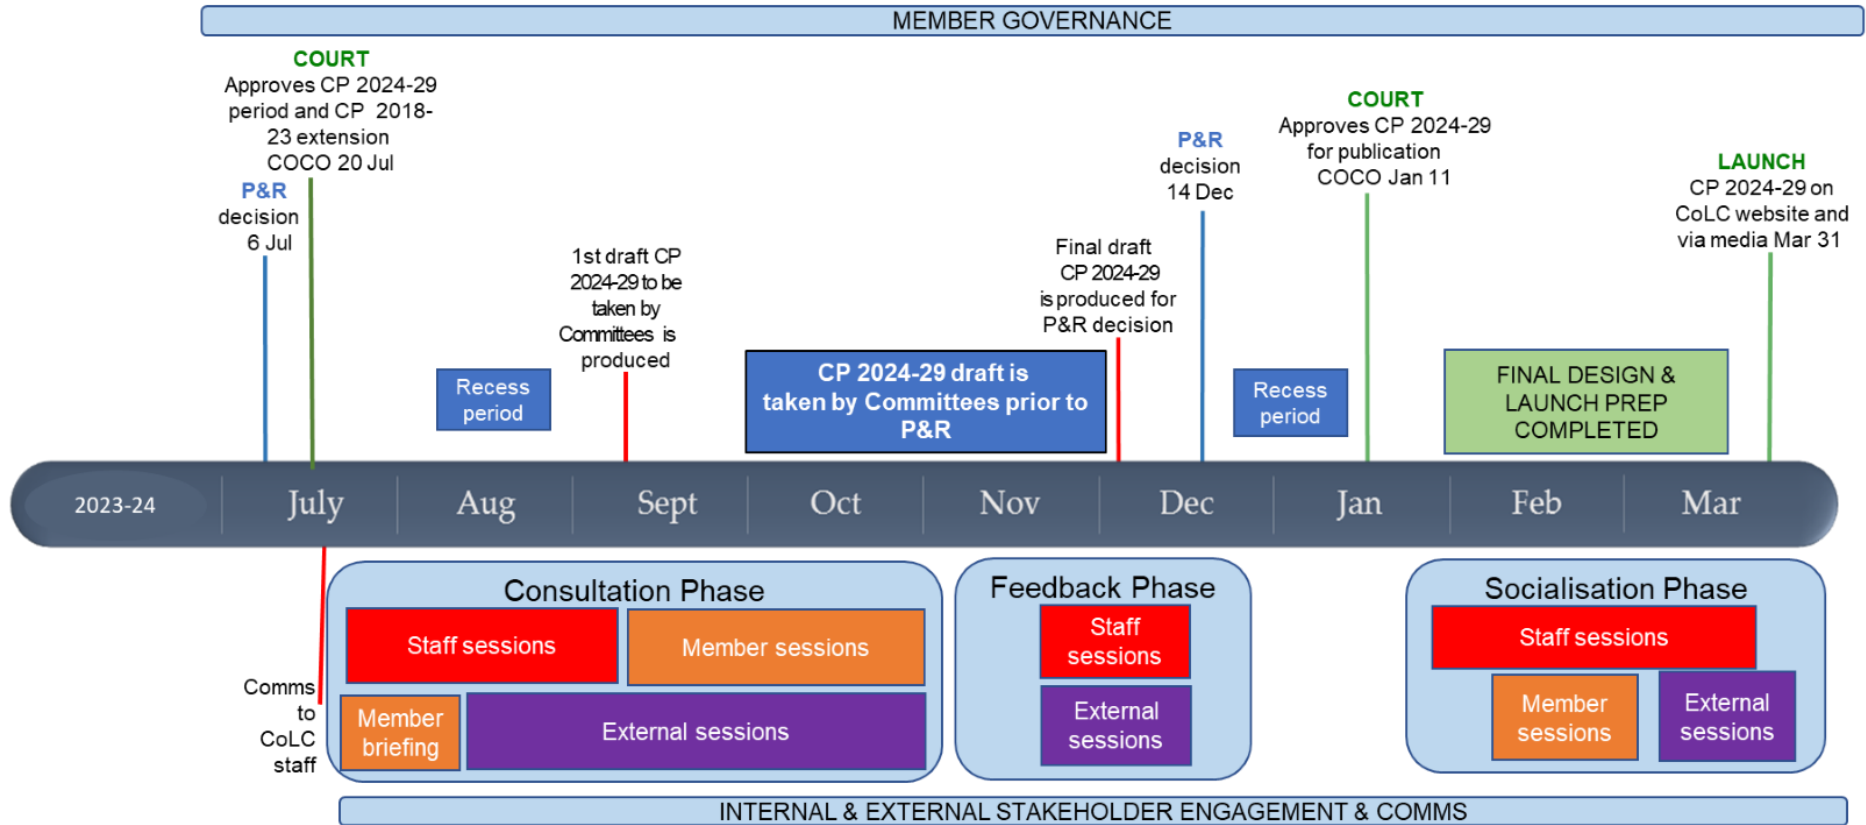 MEMBER GOVERNANCE
COURT
Approves CP 2024-29
period and CP 2018-
23 extension
COCO 20 Jul
P&R
decision
6 Jul
1st draft CP
2024-29 to be
taken by
Committees is
produced
Recess
period
CP 2024-29 draft is
taken by Committees prior to
P&R
Final draft
CP 2024-29
is produced for
P&R decision
P&R
decision
14 Dec
Recess
period
COURT
Approves CP 2024-29
for publication
COCO Jan 11
FINAL DESIGN &
LAUNCH PREP
COMPLETED
LAUNCH
CP 2024-29 on
CoLC website and
via media Mar 31
2023-24
July
Aug
Sept
Oct
Nov
Dec
Jan
Feb
Mar
Comms
to
CoLC
staff
Consultation Phase
Staff sessions
Member sessions
Member
briefing
External sessions
Feedback Phase
Staff
sessions
External
sessions
Socialisation Phase
Staff sessions
Member
sessions
External
sessions
INTERNAL & EXTERNAL STAKEHOLDER ENGAGEMENT & COMMS